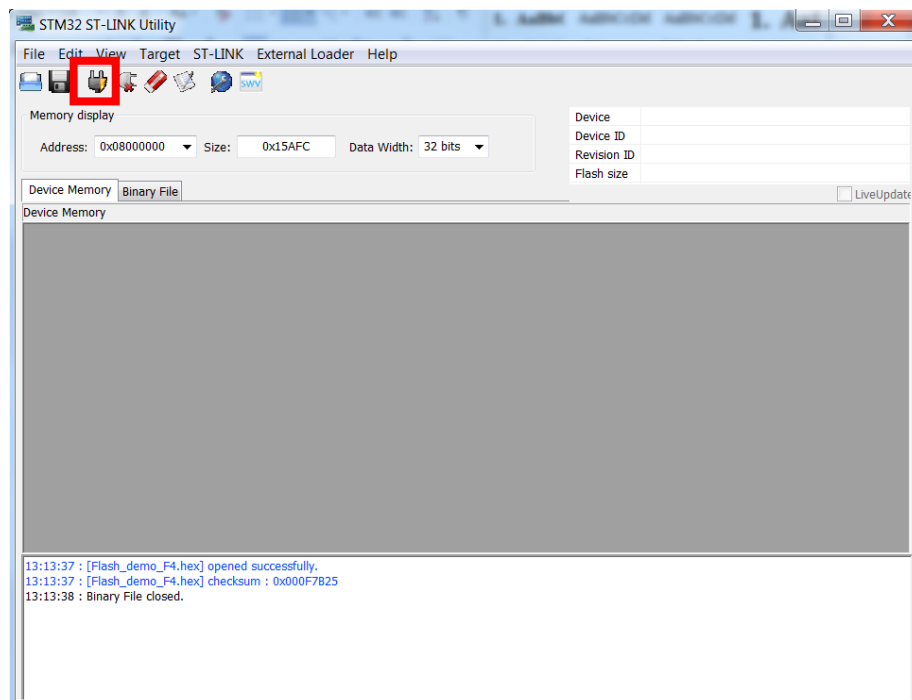 STM32 ST-LINK Utility
File Edit View Target ST-LINK External Loader Help
SWV
Memory display
Address: 0x08000000 Size: 0x15AFC Data Width: 32 bits
Device
Device ID
Revision ID
Flash size
LiveUpdate
Device Memory Binary File
Device Memory
13:13:37 : [Flash_demo_F4.hex] opened successfully.
13:13:37 : [Flash_demo_F4.hex] checksum : 0x000F7B25
13:13:38 : Binary File closed.